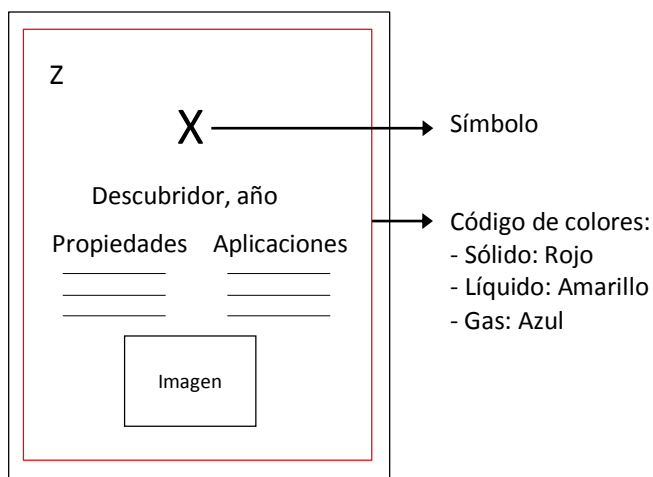 Z
X
Símbolo
Descubridor, año
Propiedades Aplicaciones
Código de colores:
- Sólido: Rojo
- Líquido: Amarillo
- Gas: Azul
Imagen